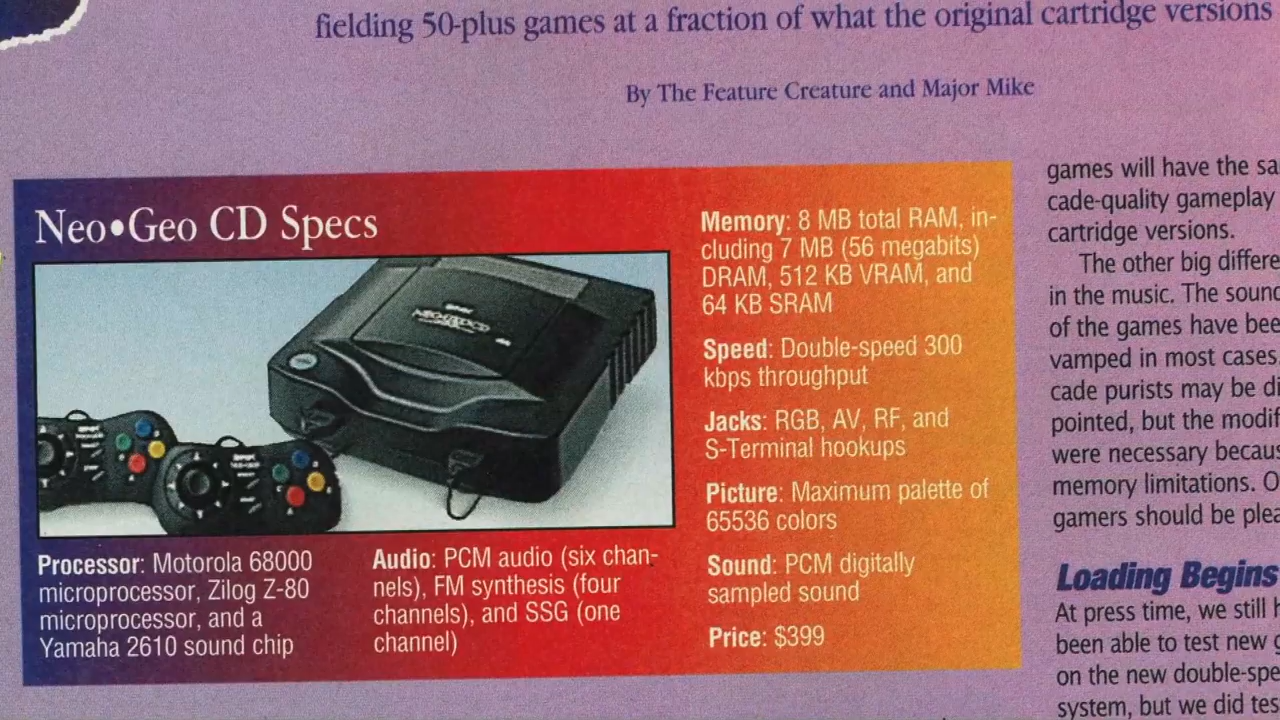 fielding 50-plus games at a fraction of what the original cartridge versions
By The Feature Creature and Major Mike
Neo•Geo CD Specs
Processor: Motorola 68000
microprocessor, Zilog Z-80
microprocessor, and a
Yamaha 2610 sound chip
Audio: PCM audio (six chan-
nels), FM synthesis (four
channels), and SSG (one
channel)
Memory: 8 MB total RAM, in-
cluding 7 MB (56 megabits)
DRAM, 512 KB VRAM, and
64 KB SRAM
Speed: Double-speed 300
kbps throughput
Jacks: RGB, AV, RF, and
S-Terminal hookups
Picture: Maximum palette of
65536 colors
Sound: PCM digitally
sampled sound
Price: $399
games will have the sa
cade-quality gameplay
cartridge versions.
The other big differe
in the music. The sound
of the games have bee
vamped in most cases.
cade purists may be di
pointed, but the modif
were necessary becaus
memory limitations. O
gamers should be plea
Loading Begins
At press time, we still h
been able to test new g
on the new double-spe
system, but we did tes